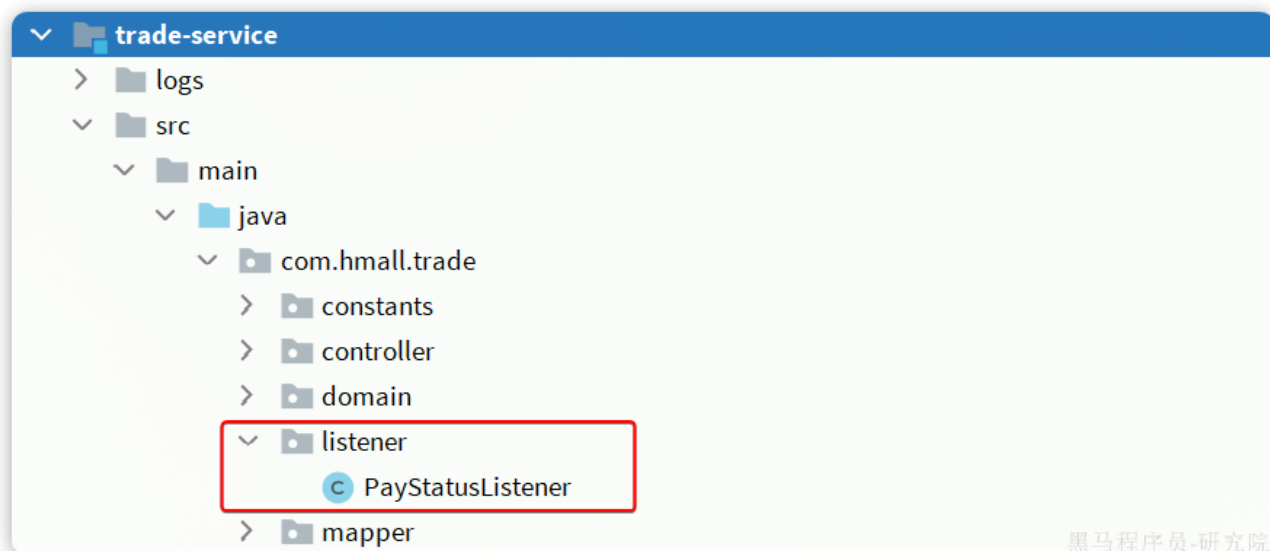 trade-service
logs
src
main
java
com.hmall.trade
constants
controller
domain
listener
C PayStatusListener
mapper
黑马程序员-研究院